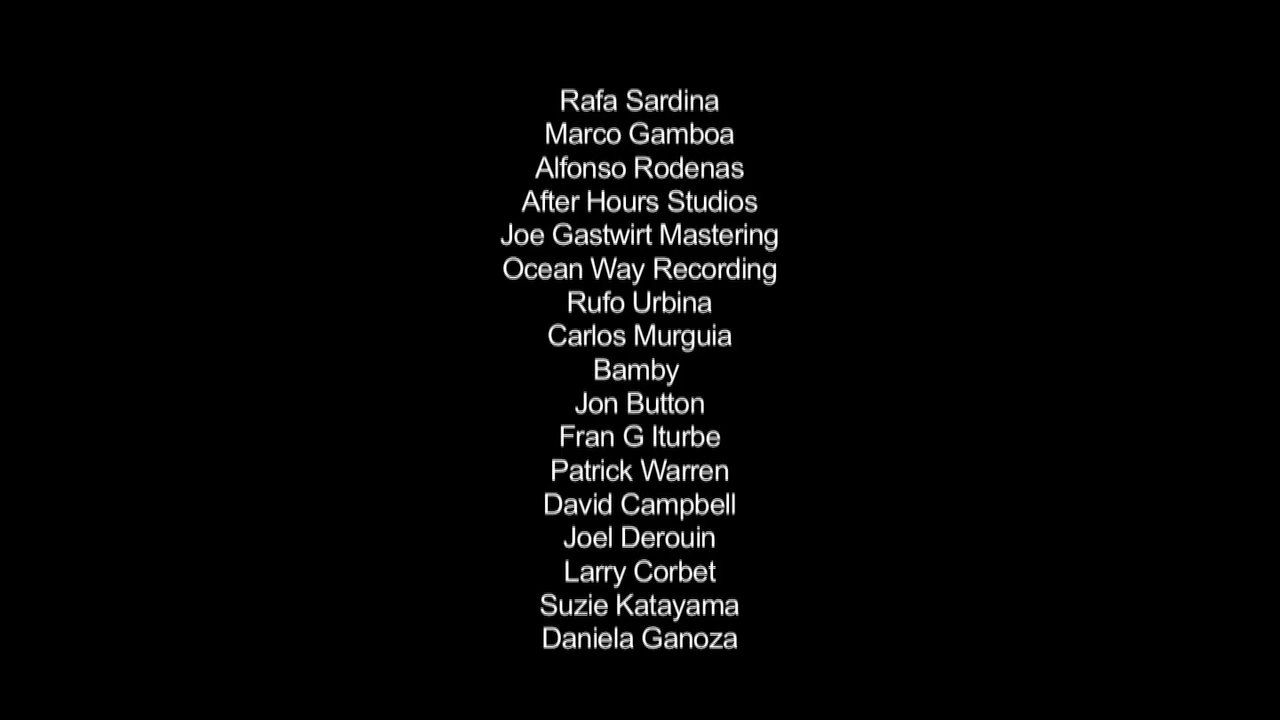 Rafa Sardina
Marco Gamboa
Alfonso Rodenas
After Hours Studios
Joe Gastwirt Mastering
Ocean Way Recording
Rufo Urbina
Carlos Murguia
Bamby
Jon Button
Fran G Iturbe
Patrick Warren
David Campbell
Joel Derouin
Larry Corbet
Suzie Katayama
Daniela Ganoza